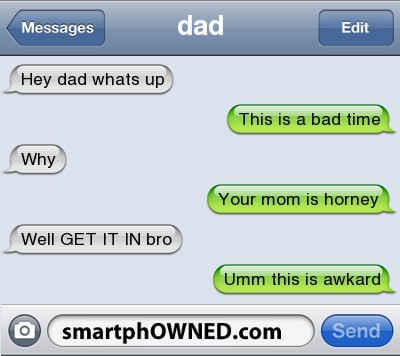 Messages
dad
Edit
Hey dad whats up
This is a bad time
Why
Your mom is horney
Well GET IT IN bro
Umm this is awkard
smartphOWNED.com
Send